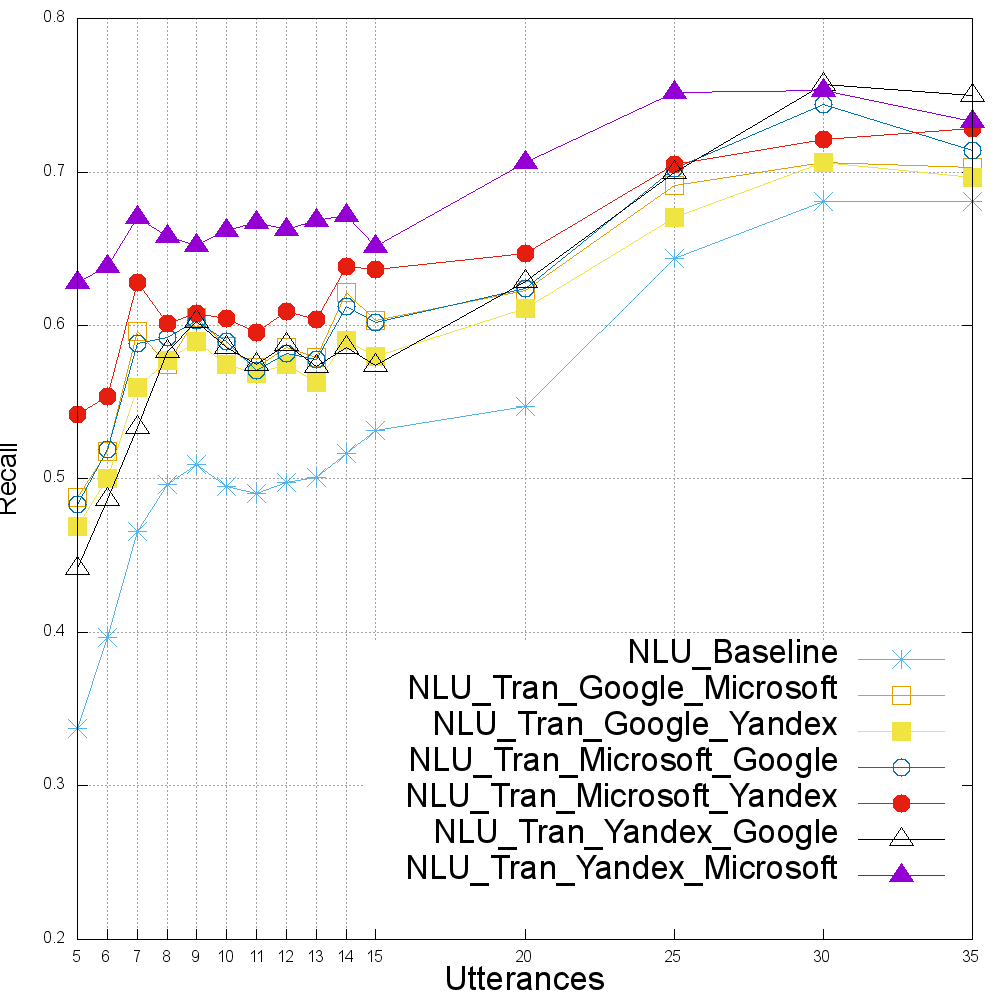 0.8
0.7
0.6
0.5
0.4
0.3
0.2
Recall
NLU_Baseline
NLU_Tran_Google_Microsoft
NLU_Tran_Google_Yandex
NLU_Tran_Microsoft_Google
NLU_Tran_Microsoft_Yandex
NLU_Tran_Yandex_Google
NLU_Tran_Yandex_Microsoft
5 6 7 8 9 10 11 12 13 14 15 20 25 30 35
Utterances